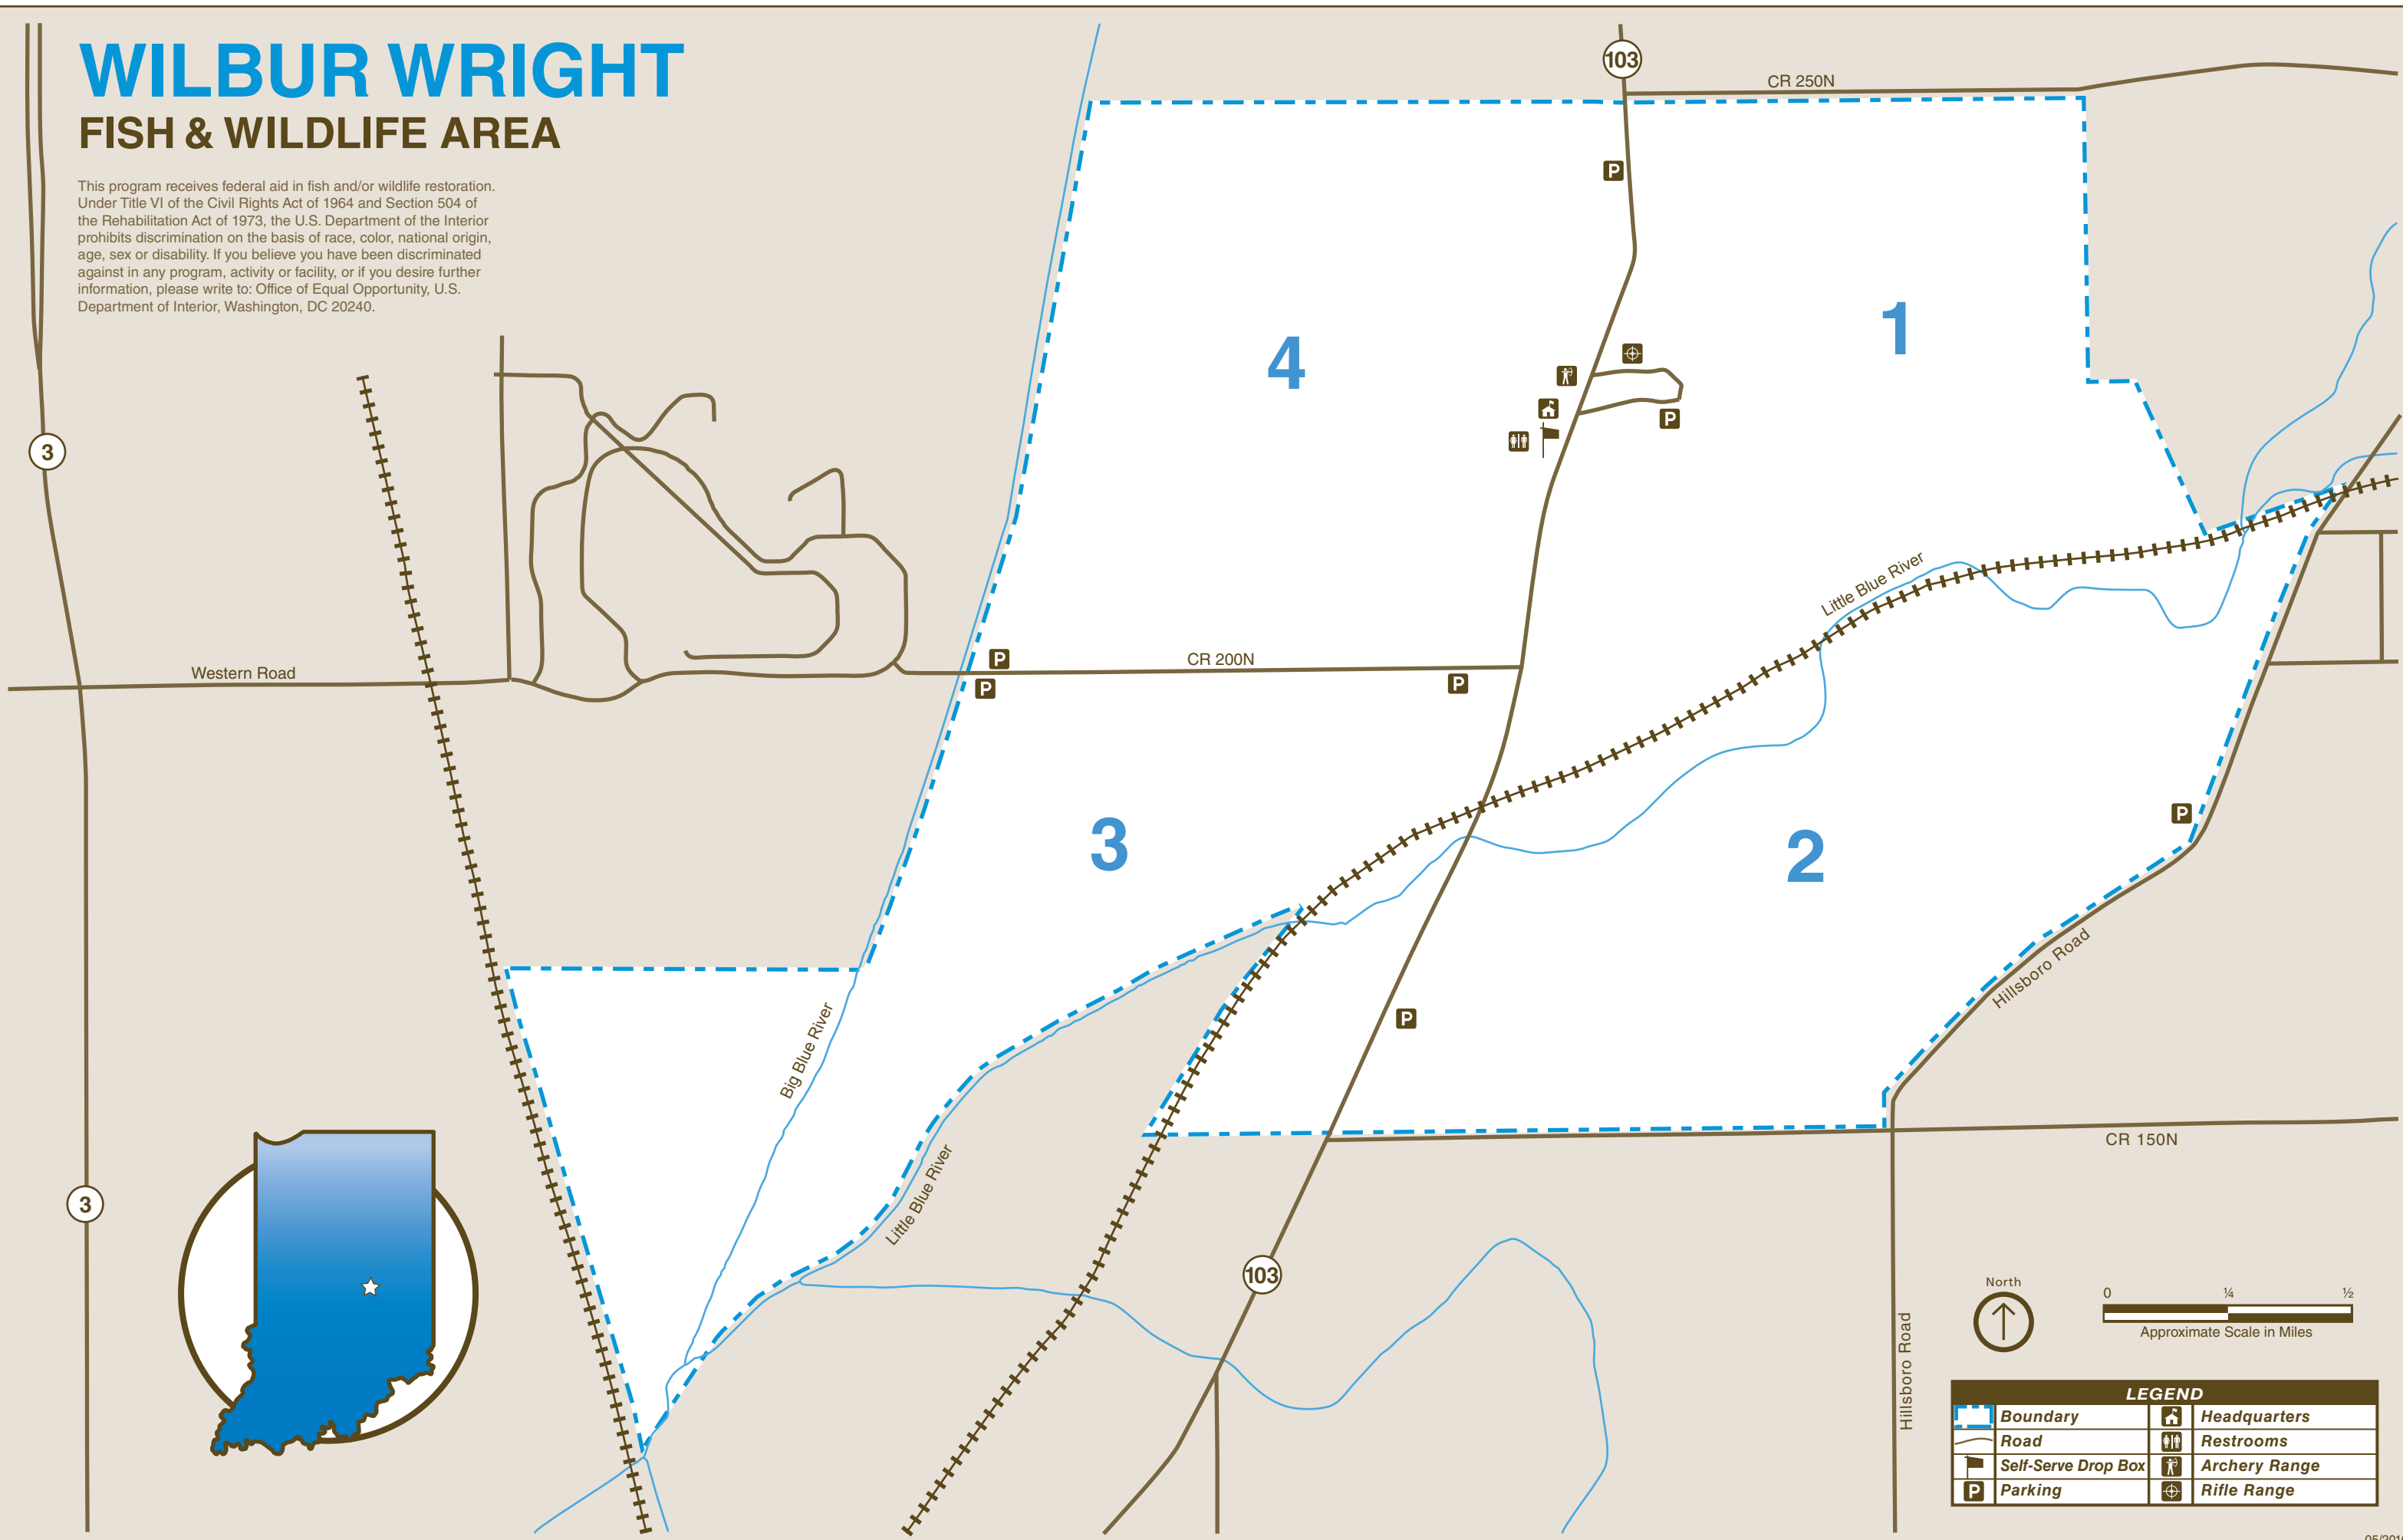 WILBUR WRIGHT
FISH & WILDLIFE AREA
This program receives federal aid in fish and/or wildlife restoration.
Under Title VI of the Civil Rights Act of 1964 and Section 504 of
the Rehabilitation Act of 1973, the U.S. Department of the Interior
prohibits discrimination on the basis of race, color, national origin,
age, sex or disability. If you believe you have been discriminated
against in any program, activity or facility, or if you desire further
information, please write to: Office of Equal Opportunity, U.S.
Department of Interior, Washington, DC 20240.
103
CR 250N
P
1
4
P
3
Little Blue River
P
CR 200N
Western Road
P
P
P
3
2
Hillsboro Road
Big Blue River
P
CR 150N
Little Blue River
3
103
North
0 ¼ ½
Approximate Scale in Miles
Hillsboro Road
LEGEND
Boundary
Headquarters
Road
Restrooms
Self-Serve Drop Box
Archery Range
P
Parking
Rifle Range